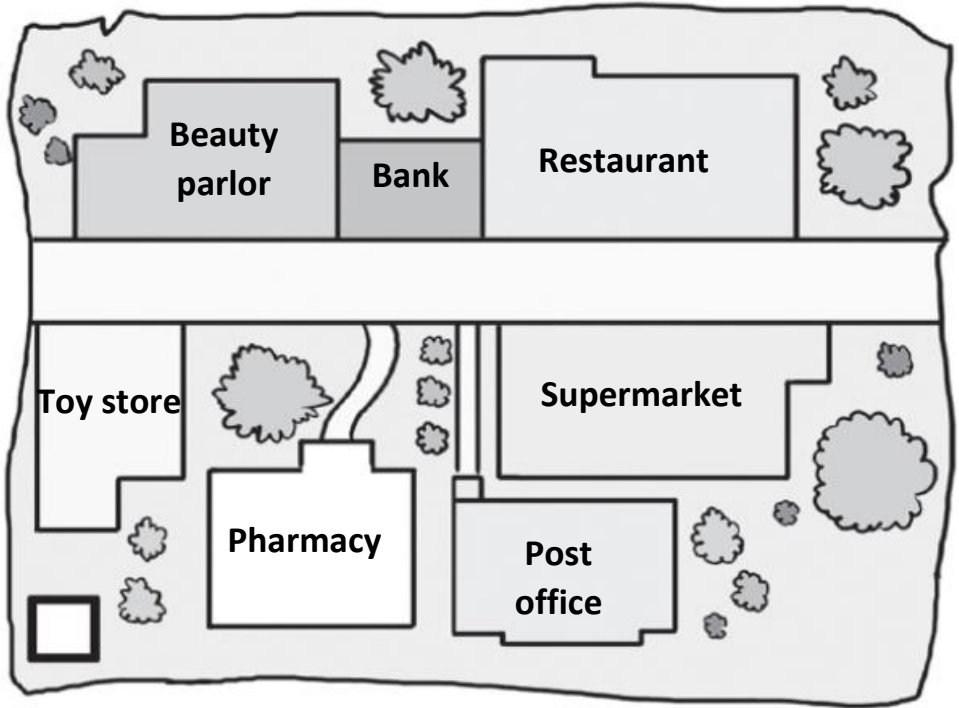 Beauty
parlor
Bank
Restaurant
Toy store
Supermarket
Pharmacy
Post
office